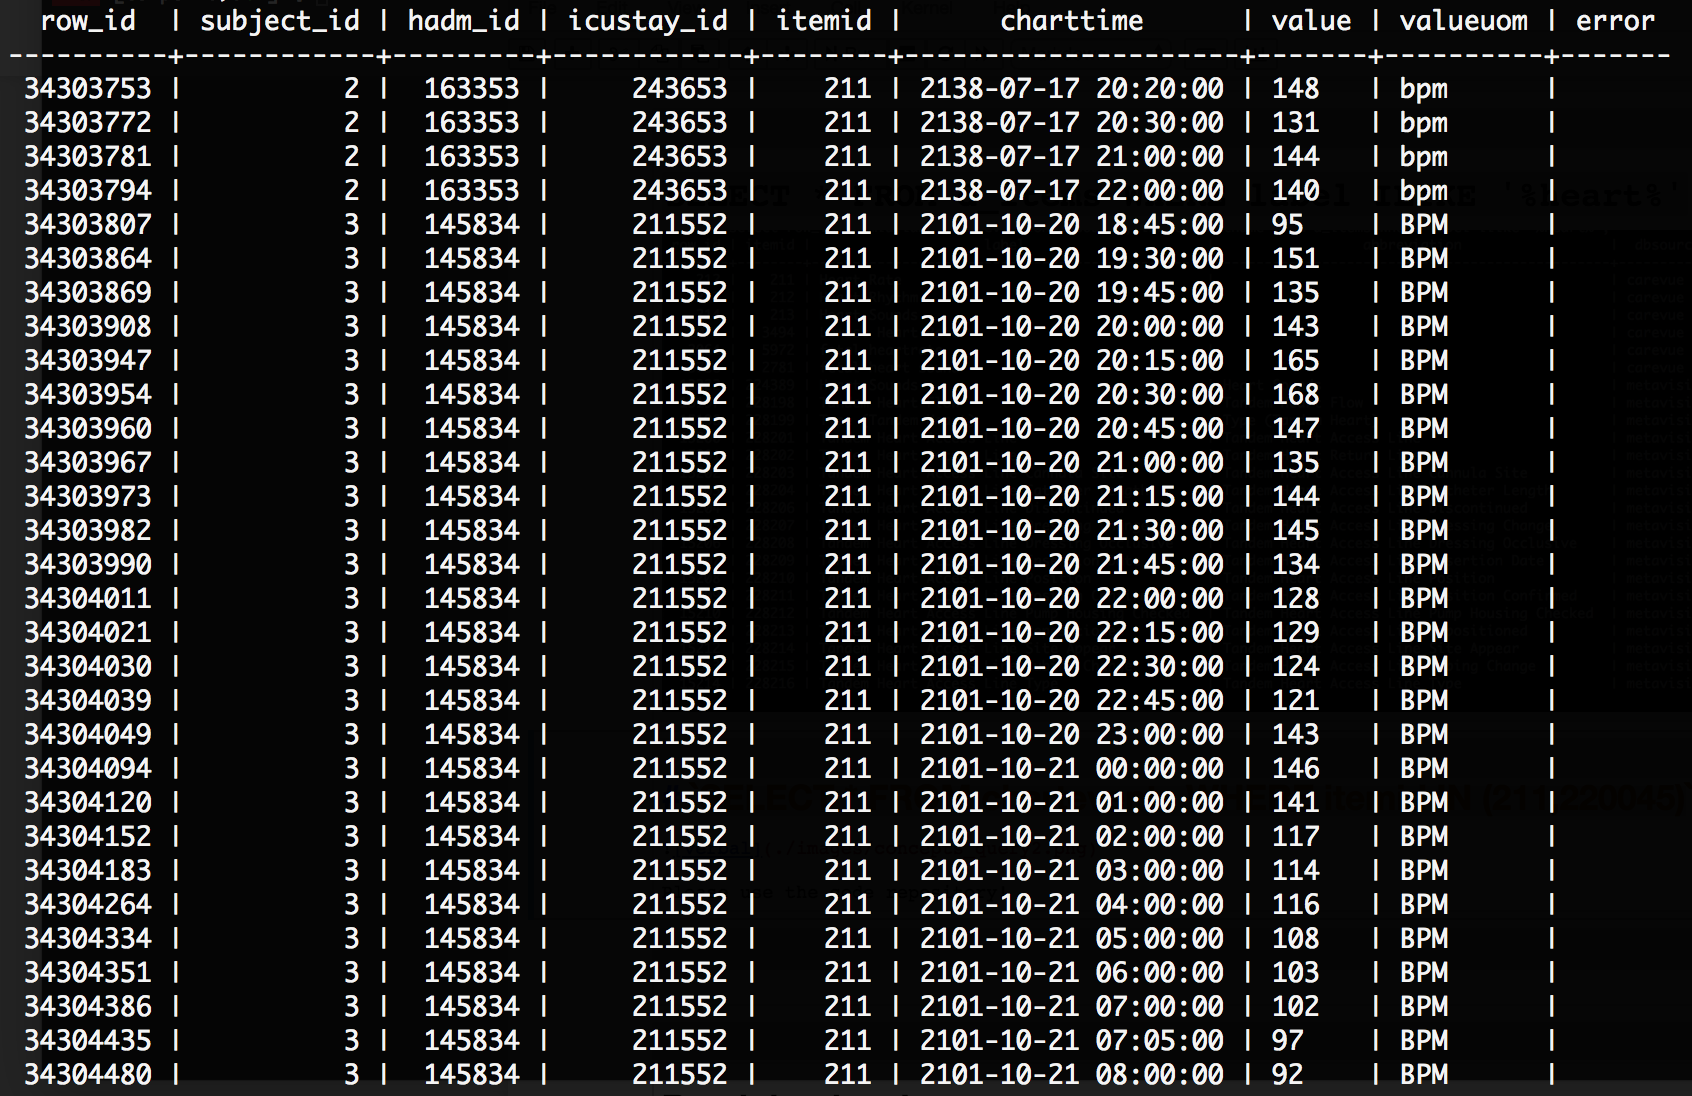 row_id | subject_id | hadm_id | icustay_id | itemid | charttime | value | valueuom | error
----------+------------+---------+------------+--------+---------------------+-------+----------+-------
34303753 | 2 | 163353 | 243653 | 211 | 2138-07-17 20:20:00 | 148 | bpm |
34303772 | 2 | 163353 | 243653 | 211 | 2138-07-17 20:30:00 | 131 | bpm |
34303781 | 2 | 163353 | 243653 | 211 | 2138-07-17 21:00:00 | 144 | bpm |
34303794 | 2 | 163353 | 243653 | 211 | 2138-07-17 22:00:00 | 140 | bpm |
34303807 | 3 | 145834 | 211552 | 211 | 2101-10-20 18:45:00 | 95 | BPM |
34303864 | 3 | 145834 | 211552 | 211 | 2101-10-20 19:30:00 | 151 | BPM |
34303869 | 3 | 145834 | 211552 | 211 | 2101-10-20 19:45:00 | 135 | BPM |
34303908 | 3 | 145834 | 211552 | 211 | 2101-10-20 20:00:00 | 143 | BPM |
34303947 | 3 | 145834 | 211552 | 211 | 2101-10-20 20:15:00 | 165 | BPM |
34303954 | 3 | 145834 | 211552 | 211 | 2101-10-20 20:30:00 | 168 | BPM |
34303960 | 3 | 145834 | 211552 | 211 | 2101-10-20 20:45:00 | 147 | BPM |
34303967 | 3 | 145834 | 211552 | 211 | 2101-10-20 21:00:00 | 135 | BPM |
34303973 | 3 | 145834 | 211552 | 211 | 2101-10-20 21:15:00 | 144 | BPM |
34303982 | 3 | 145834 | 211552 | 211 | 2101-10-20 21:30:00 | 145 | BPM |
34303990 | 3 | 145834 | 211552 | 211 | 2101-10-20 21:45:00 | 134 | BPM |
34304011 | 3 | 145834 | 211552 | 211 | 2101-10-20 22:00:00 | 128 | BPM |
34304021 | 3 | 145834 | 211552 | 211 | 2101-10-20 22:15:00 | 129 | BPM |
34304030 | 3 | 145834 | 211552 | 211 | 2101-10-20 22:30:00 | 124 | BPM |
34304039 | 3 | 145834 | 211552 | 211 | 2101-10-20 22:45:00 | 121 | BPM |
34304049 | 3 | 145834 | 211552 | 211 | 2101-10-20 23:00:00 | 143 | BPM |
34304094 | 3 | 145834 | 211552 | 211 | 2101-10-21 00:00:00 | 146 | BPM |
34304120 | 3 | 145834 | 211552 | 211 | 2101-10-21 01:00:00 | 141 | BPM |
34304152 | 3 | 145834 | 211552 | 211 | 2101-10-21 02:00:00 | 117 | BPM |
34304183 | 3 | 145834 | 211552 | 211 | 2101-10-21 03:00:00 | 114 | BPM |
34304264 | 3 | 145834 | 211552 | 211 | 2101-10-21 04:00:00 | 116 | BPM |
34304334 | 3 | 145834 | 211552 | 211 | 2101-10-21 05:00:00 | 108 | BPM |
34304351 | 3 | 145834 | 211552 | 211 | 2101-10-21 06:00:00 | 103 | BPM |
34304386 | 3 | 145834 | 211552 | 211 | 2101-10-21 07:00:00 | 102 | BPM |
34304435 | 3 | 145834 | 211552 | 211 | 2101-10-21 07:05:00 | 97 | BPM |
34304480 | 3 | 145834 | 211552 | 211 | 2101-10-21 08:00:00 | 92 | BPM |